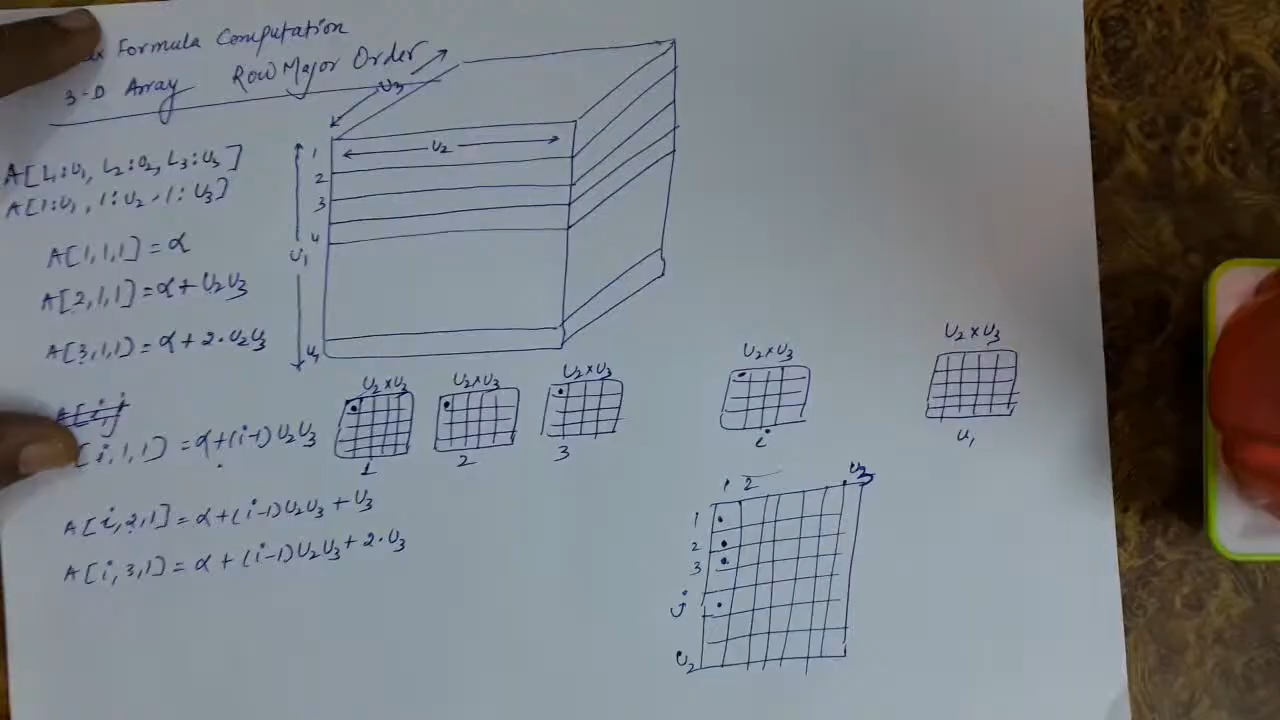 Formula Computation
3-D Array Row Major Order
A[L1:U1, L2:U2, L3:U3]
A[1:U1, 1:U2, 1:U3]
A[1,1,1] = α
A[2,1,1] = α + U2U3
A[3,1,1) = α + 2·U2U3
[i,1,1) = α + (i-1) U2U3
A[i,2,1] = α + (i-1)U2U3 + U3
A[i,3,1) = α + (i-1)U2U3 + 2·U3
U3
U2
1
2
3
4
U1
U1
U2×U3 U2×U3 U2×U3 U2×U3 U2×U3
1 2 3 i U1
1 2 U3
1
2
3
j
U2